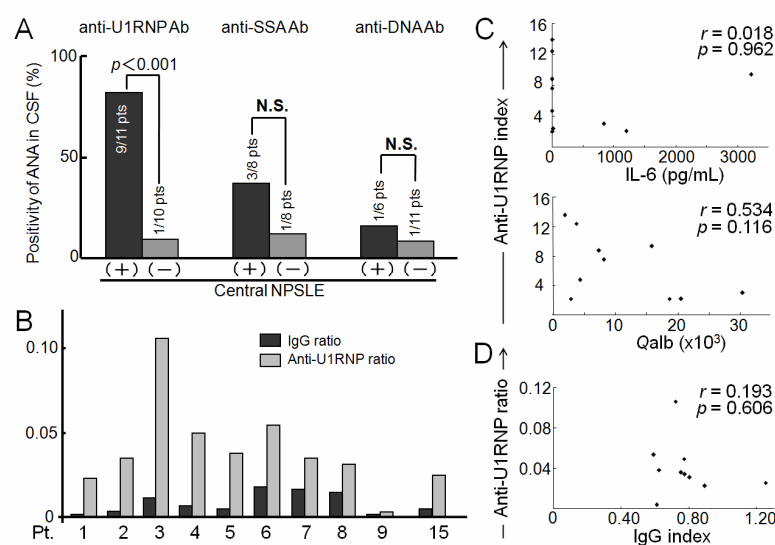 A
anti-U1RNP Ab anti-SSA Ab anti-DNA Ab
Positivity of ANA in CSF (%)
100
50
0
p<0.001
N.S.
N.S.
9/11 pts
1/10 pts
3/8 pts
1/8 pts
1/6 pts
1/11 pts
(+) (−) (+) (−) (+) (−)
Central NPSLE
B
IgG ratio
Anti-U1RNP ratio
0.10
0.05
0
Pt. 1 2 3 4 5 6 7 8 9 15
C
Anti-U1RNP index
16
12
8
4
r = 0.018
p = 0.962
0 1000 2000 3000
IL-6 (pg/mL)
16
12
8
4
r = 0.534
p = 0.116
0 10 20 30
Qalb (x10³)
D
Anti-U1RNP ratio
0.12
0.08
0.04
r = 0.193
p = 0.606
0 0.40 0.80 1.20
IgG index